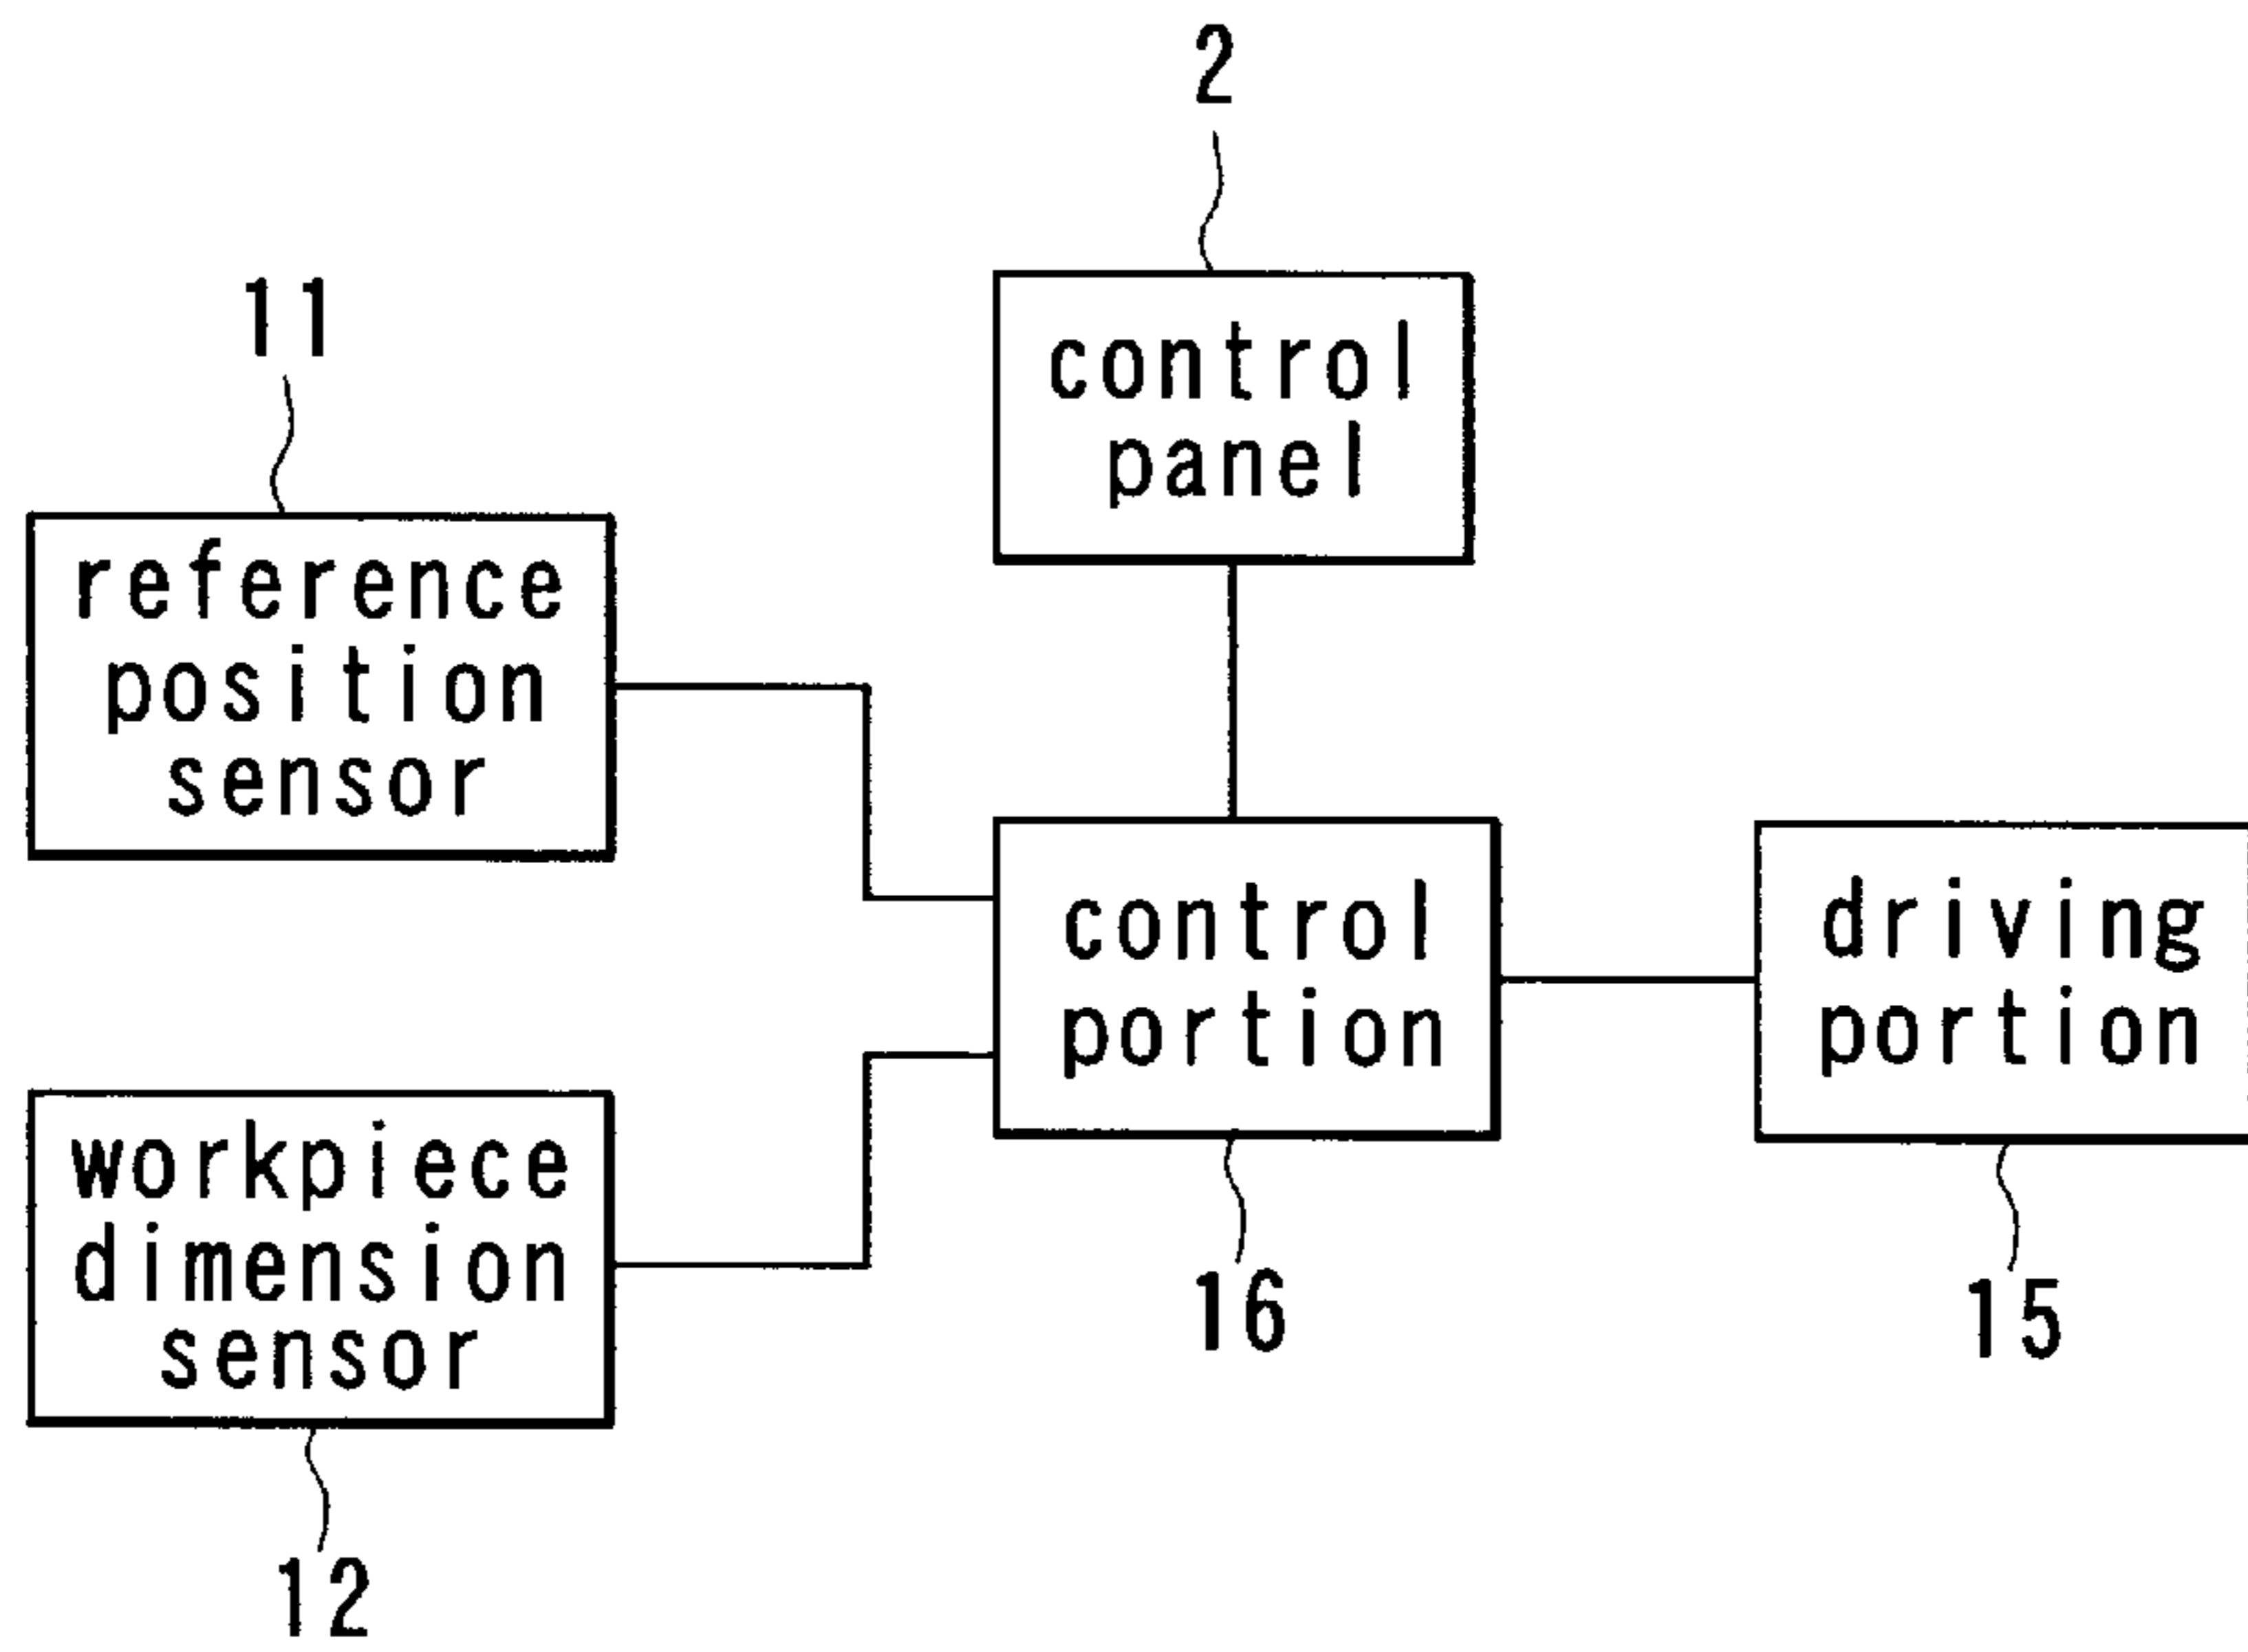 2
control
panel
11
reference
position
sensor
control
portion
16
driving
portion
15
workpiece
dimension
sensor
12